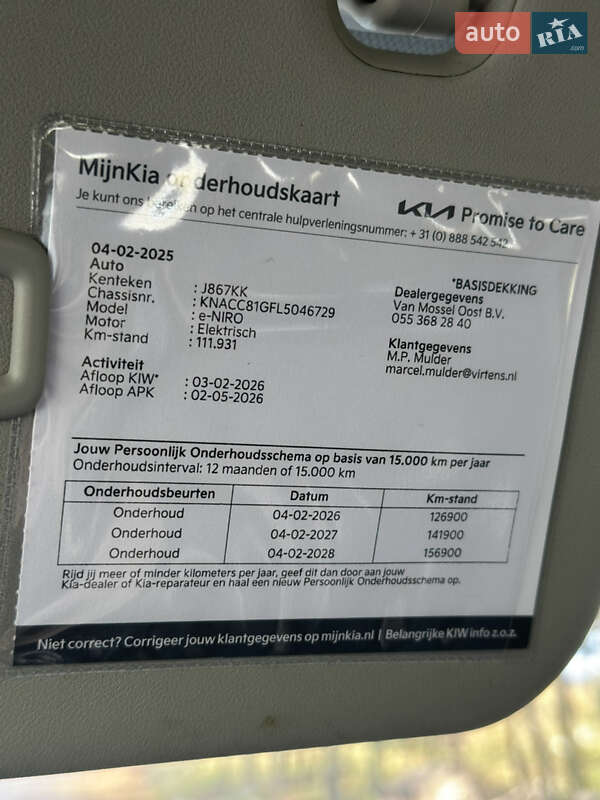 auto RIA .com
MijnKia onderhoudskaart
KIA Promise to Care
Je kunt ons bereiken op het centrale hulpverleningsnummer: + 31 (0) 888 542 542
04-02-2025
Auto
Kenteken : J867KK
Chassisnr. : KNACC81GFL5046729
Model : e-NIRO
Motor : Elektrisch
Km-stand : 111.931
*BASISDEKKING
Dealergegevens
Van Mossel Oost B.V.
055 368 28 40
Klantgegevens
M.P. Mulder
marcel.mulder@virtens.nl
Activiteit
Afloop KIW* : 03-02-2026
Afloop APK : 02-05-2026
Jouw Persoonlijk Onderhoudsschema op basis van 15.000 km per jaar
Onderhoudsinterval: 12 maanden of 15.000 km
Onderhoudsbeurten Datum Km-stand
Onderhoud 04-02-2026 126900
Onderhoud 04-02-2027 141900
Onderhoud 04-02-2028 156900
Rijd jij meer of minder kilometers per jaar, geef dit dan door aan jouw
Kia-dealer of Kia-reparateur en haal een nieuw Persoonlijk Onderhoudsschema op.
Niet correct? Corrigeer jouw klantgegevens op mijnkia.nl | Belangrijke KIW info z.o.z.